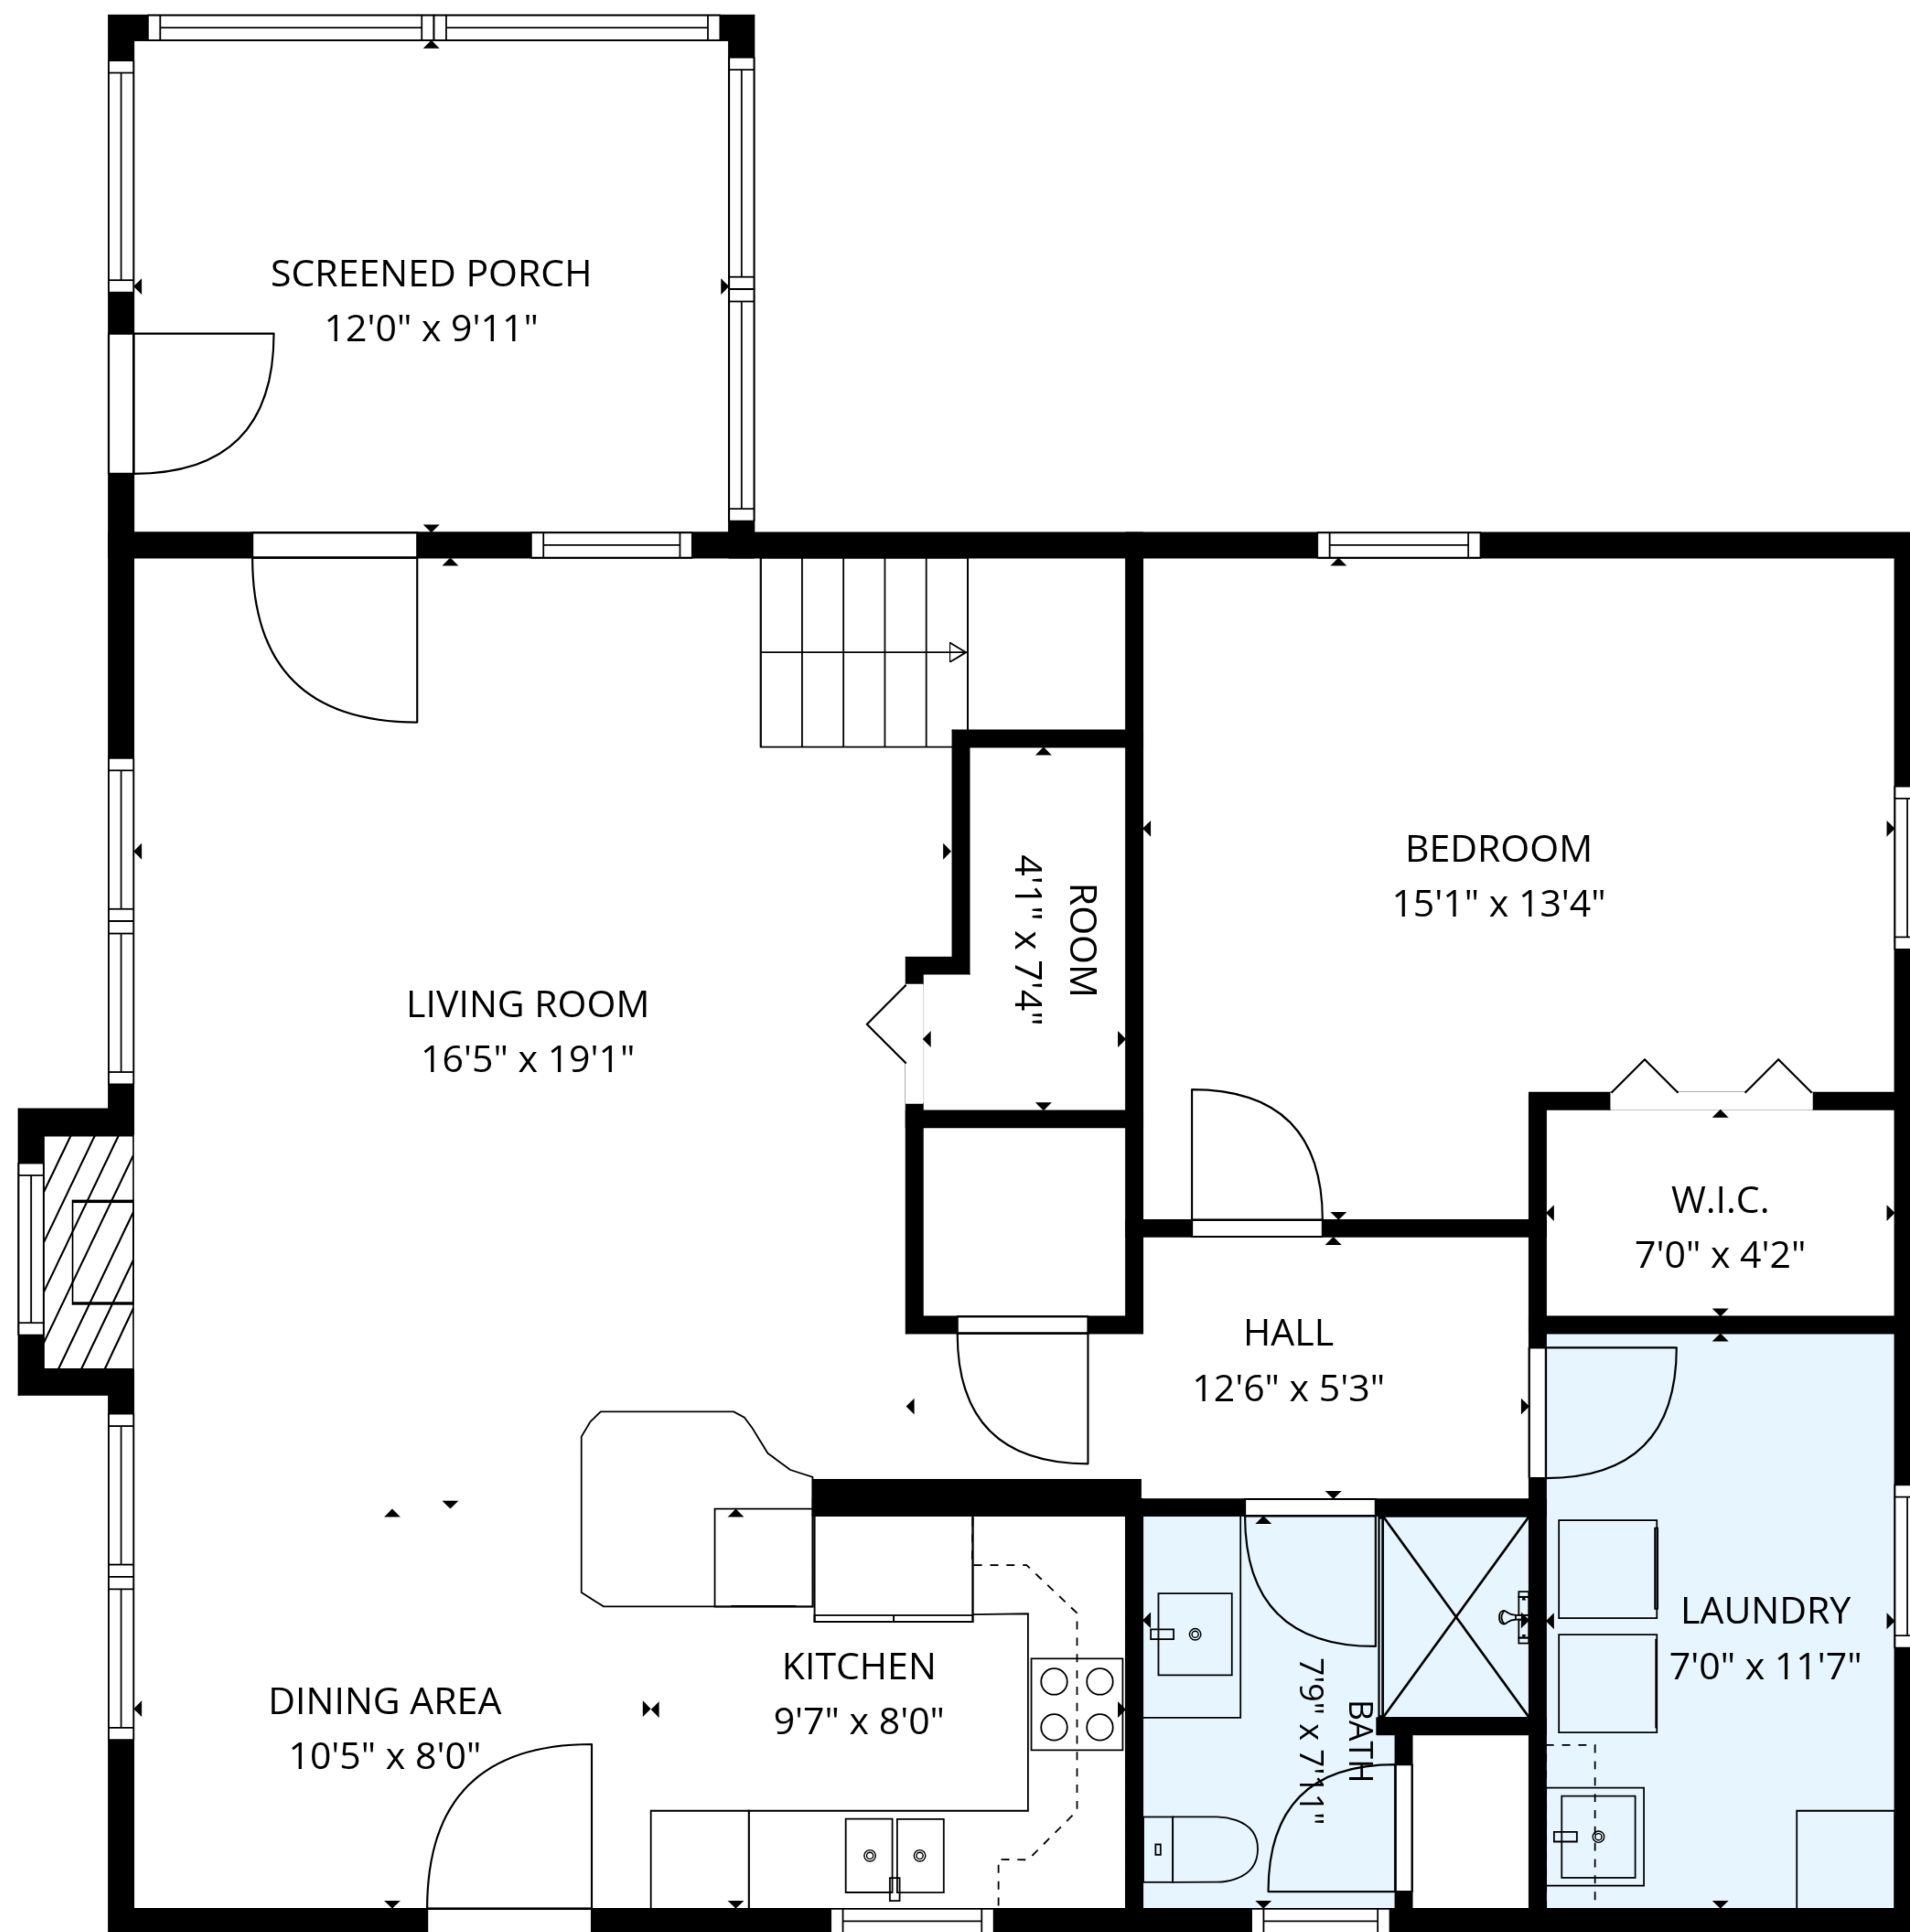 SCREENED PORCH
12'0" x 9'11"
BEDROOM
15'1" x 13'4"
ROOM
4'1" x 7'4"
LIVING ROOM
16'5" x 19'1"
W.I.C.
7'0" x 4'2"
HALL
12'6" x 5'3"
LAUNDRY
7'0" x 11'7"
KITCHEN
9'7" x 8'0"
DINING AREA
10'5" x 8'0"
BATH
7'9" x 7'11"